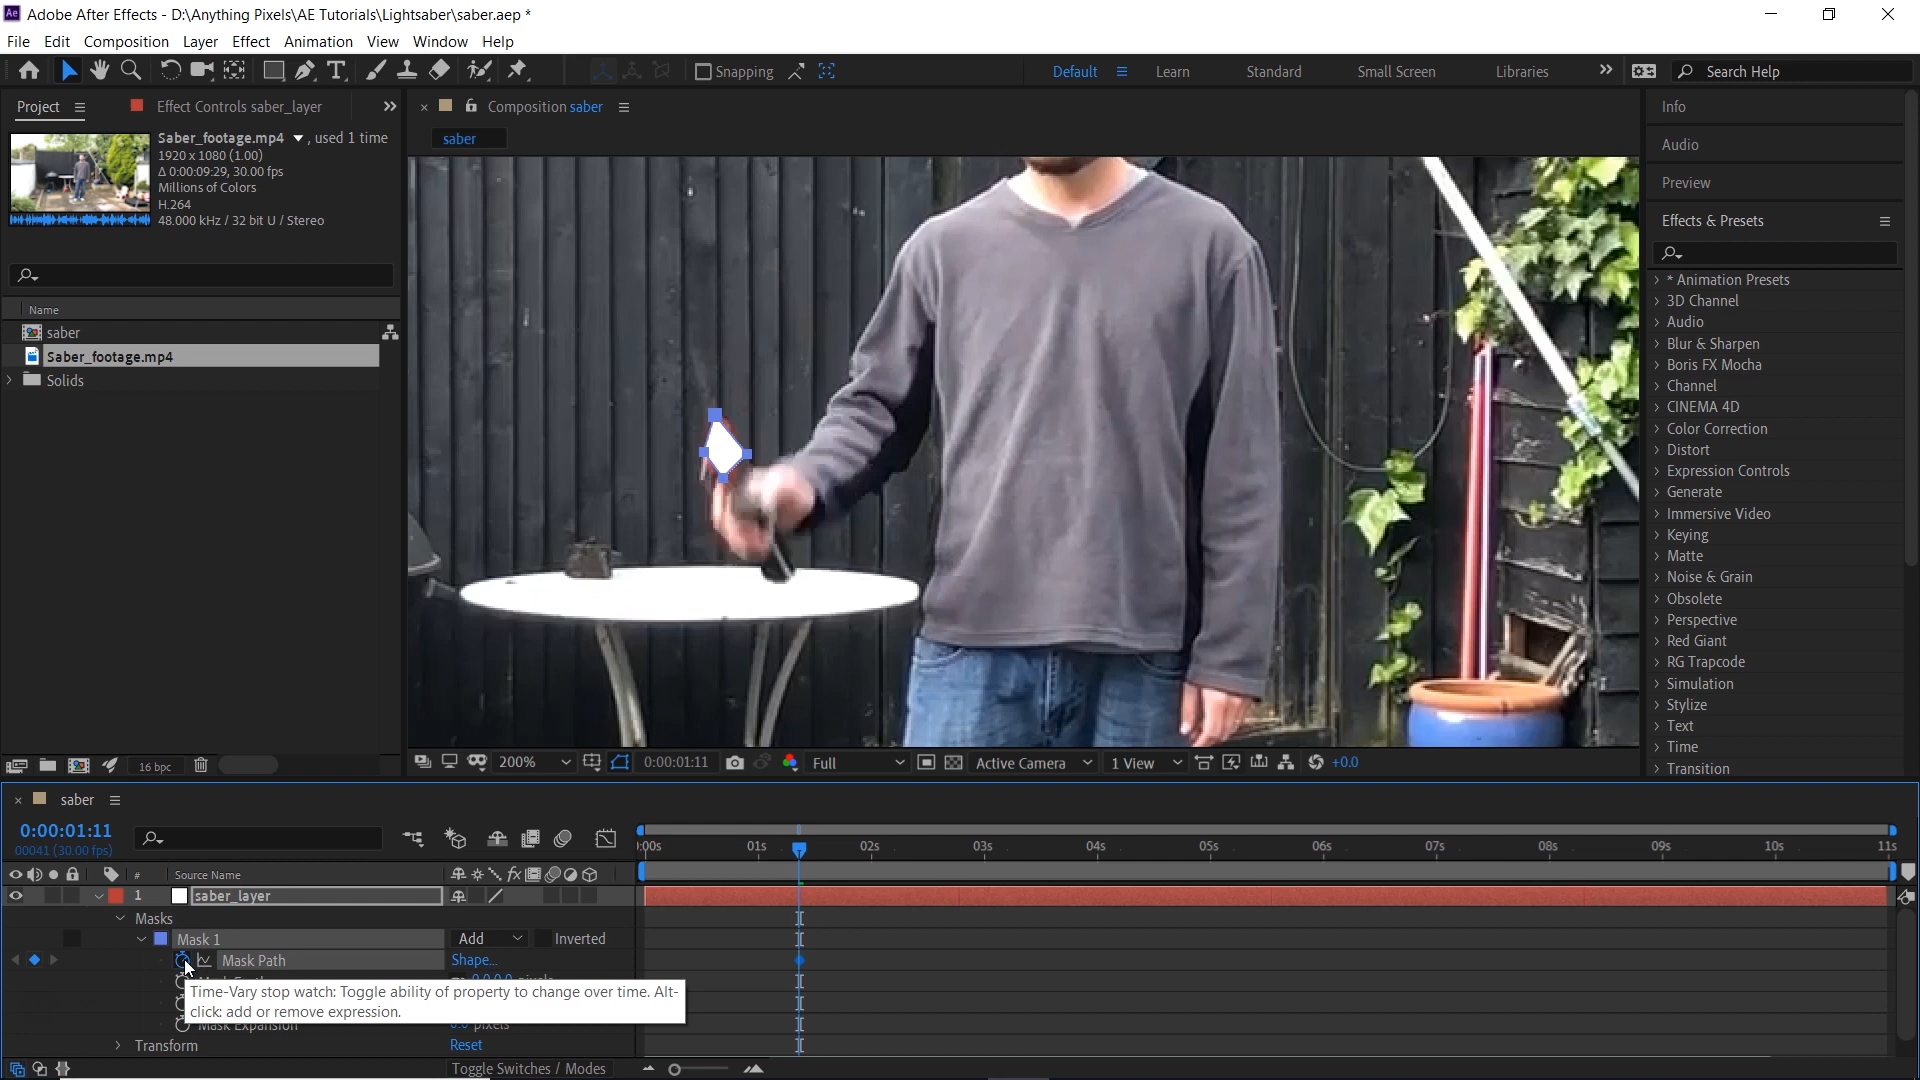 Ae Adobe After Effects - D:\Anything Pixels\AE Tutorials\Lightsaber\saber.aep *
File Edit Composition Layer Effect Animation View Window Help
T Snapping Default Learn Standard Small Screen Libraries Search Help
Project Effect Controls saber_layer
Saber_footage.mp4 , used 1 time
1920 x 1080 (1.00)
Δ 0:00:09:29, 30.00 fps
Millions of Colors
H.264
48.000 kHz / 32 bit U / Stereo
Name
saber
Saber_footage.mp4
Solids
16 bpc
Composition saber
saber
200% 0:00:01:11 Full Active Camera 1 View +0.0
Info
Audio
Preview
Effects & Presets
* Animation Presets
3D Channel
Audio
Blur & Sharpen
Boris FX Mocha
Channel
CINEMA 4D
Color Correction
Distort
Expression Controls
Generate
Immersive Video
Keying
Matte
Noise & Grain
Obsolete
Perspective
Red Giant
RG Trapcode
Simulation
Stylize
Text
Time
Transition
saber
0:00:01:11
00041 (30.00 fps)
# Source Name fx
:00s 01s 02s 03s 04s 05s 06s 07s 08s 09s 10s 11s
1 saber_layer
Masks
Mask 1 Add Inverted
Mask Path Shape...
Time-Vary stop watch: Toggle ability of property to change over time. Alt-
click: add or remove expression.
Mask Expansion 0.0 pixels
Transform Reset
Toggle Switches / Modes